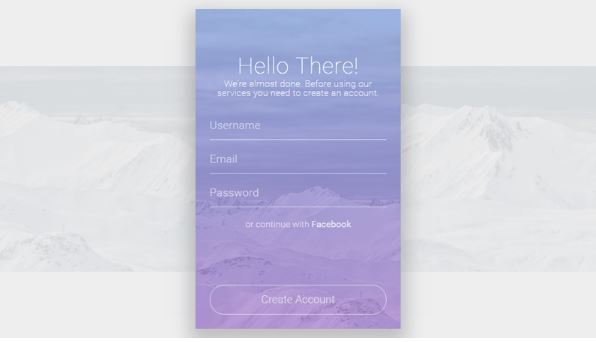 Hello There!
We're almost done. Before using our
services you need to create an account.
Username
Email
Password
or continue with Facebook
Create Account